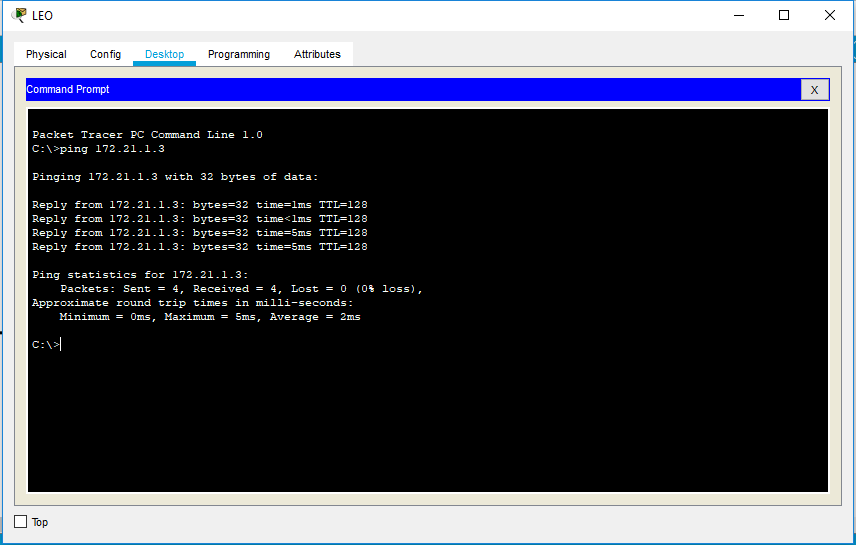 LEO
Physical Config Desktop Programming Attributes
Command Prompt X
Packet Tracer PC Command Line 1.0
C:\>ping 172.21.1.3
Pinging 172.21.1.3 with 32 bytes of data:
Reply from 172.21.1.3: bytes=32 time=1ms TTL=128
Reply from 172.21.1.3: bytes=32 time<1ms TTL=128
Reply from 172.21.1.3: bytes=32 time=5ms TTL=128
Reply from 172.21.1.3: bytes=32 time=5ms TTL=128
Ping statistics for 172.21.1.3:
    Packets: Sent = 4, Received = 4, Lost = 0 (0% loss),
Approximate round trip times in milli-seconds:
    Minimum = 0ms, Maximum = 5ms, Average = 2ms
C:\>
Top